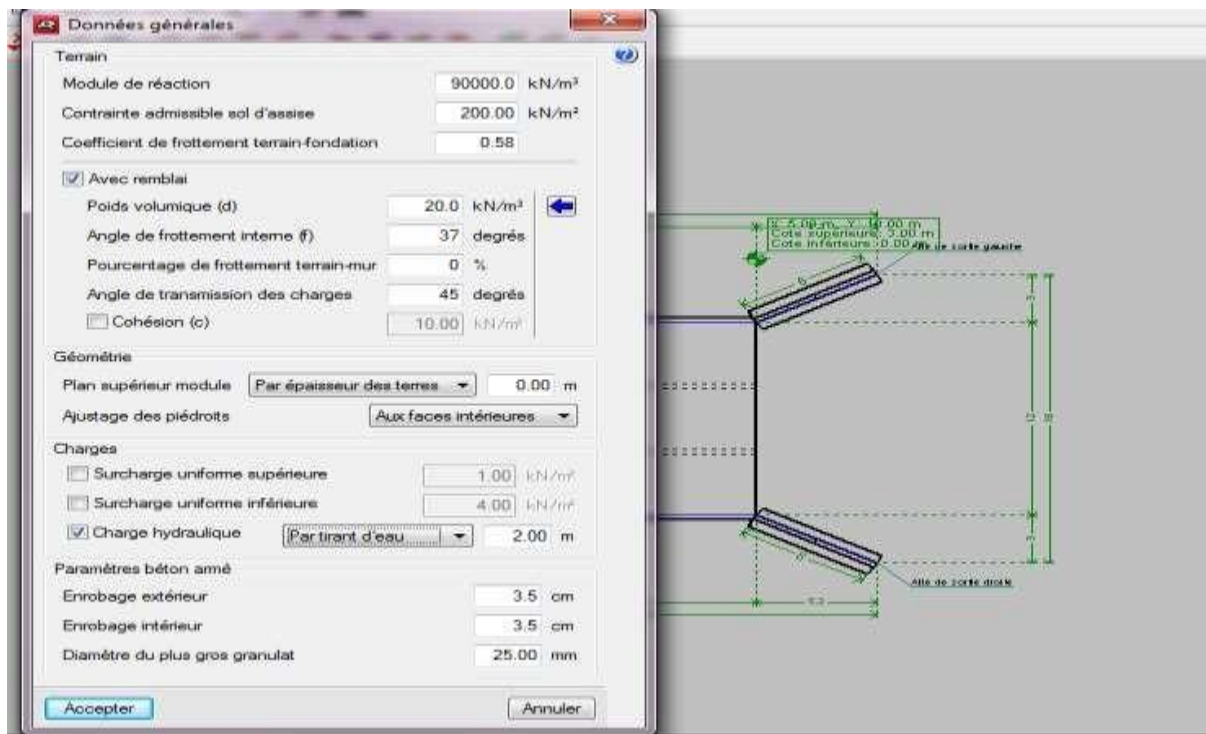 Données générales
Terrain
Module de réaction 90000.0 kN/m³
Contrainte admissible sol d'assise 200.00 kN/m²
Coefficient de frottement terrain-fondation 0.58
Avec remblai
Poids volumique (d) 20.0 kN/m³
Angle de frottement interne (f) 37 degrés
Pourcentage de frottement terrain-mur 0 %
Angle de transmission des charges 45 degrés
Cohésion (c) 10.00 kN/m²
Géométrie
Plan supérieur module Par épaisseur des terres 0.00 m
Ajustage des piédroits Aux faces intérieures
Charges
Surcharge uniforme supérieure 1.00 kN/m²
Surcharge uniforme inférieure 4.00 kN/m²
Charge hydraulique Par tirant d'eau 2.00 m
Paramètres béton armé
Enrobage extérieur 3.5 cm
Enrobage intérieur 3.5 cm
Diamètre du plus gros granulat 25.00 mm
Accepter Annuler
Cote supérieure: 3.00 m
Cote inférieure: 0.00
de sortie gauche
12 18
Aile de sortie droite